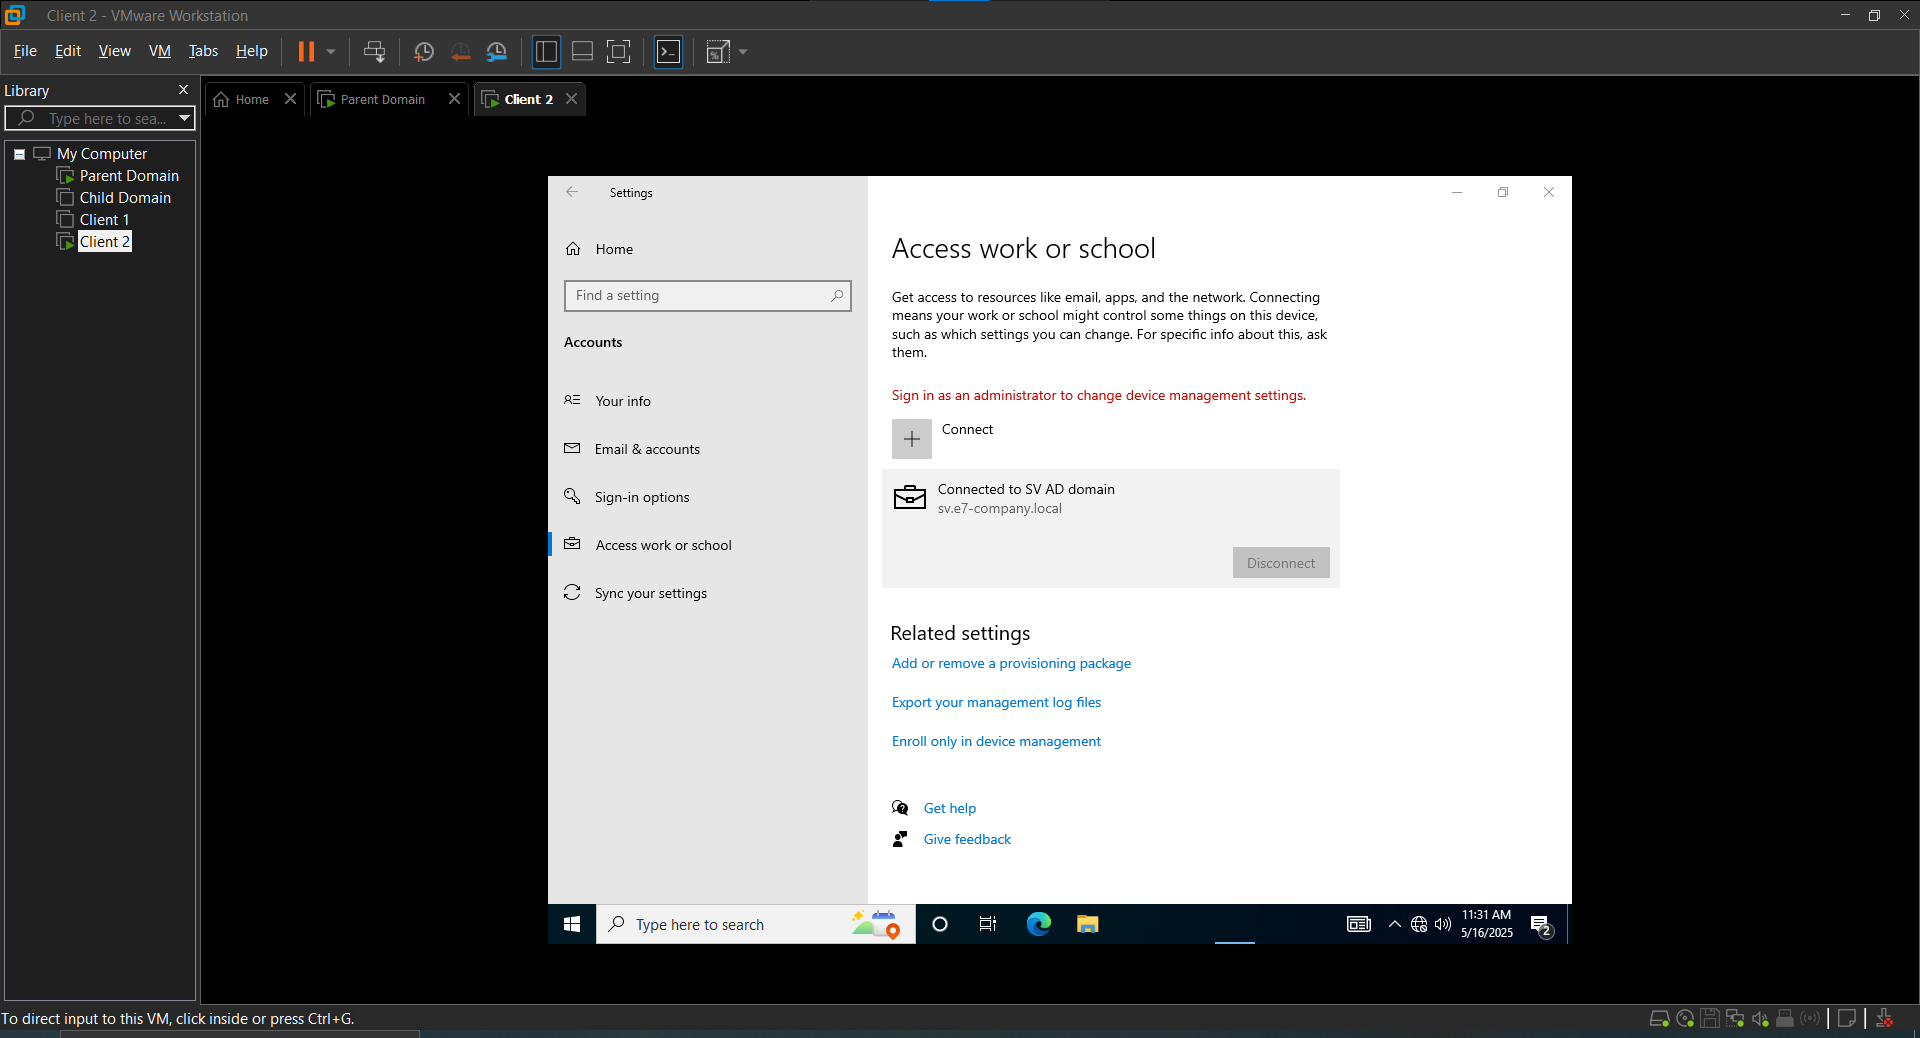 Client 2 - VMware Workstation
File Edit View VM Tabs Help
Library
Type here to sea...
My Computer
Parent Domain
Child Domain
Client 1
Client 2
Home
Parent Domain
Client 2
Settings
Home
Find a setting
Accounts
Your info
Email & accounts
Sign-in options
Access work or school
Sync your settings
Access work or school
Get access to resources like email, apps, and the network. Connecting
means your work or school might control some things on this device,
such as which settings you can change. For specific info about this, ask
them.
Sign in as an administrator to change device management settings.
Connect
Connected to SV AD domain
sv.e7-company.local
Disconnect
Related settings
Add or remove a provisioning package
Export your management log files
Enroll only in device management
Get help
Give feedback
Type here to search
11:31 AM
5/16/2025
2
To direct input to this VM, click inside or press Ctrl+G.